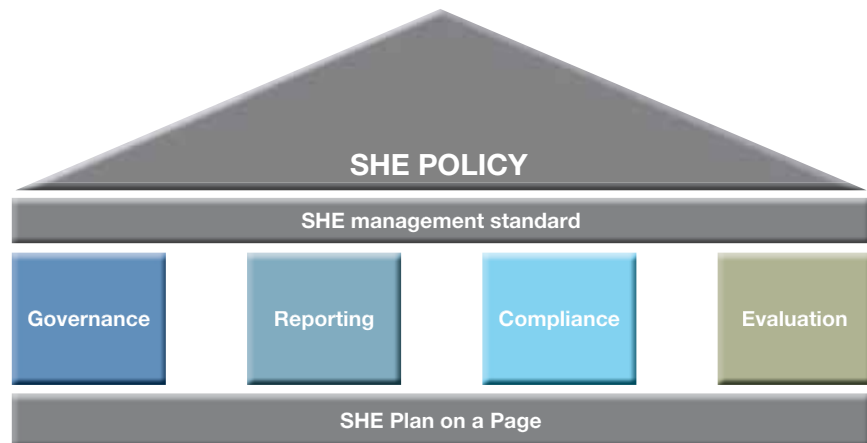 SHE POLICY
SHE management standard
Governance
Reporting
Compliance
Evaluation
SHE Plan on a Page